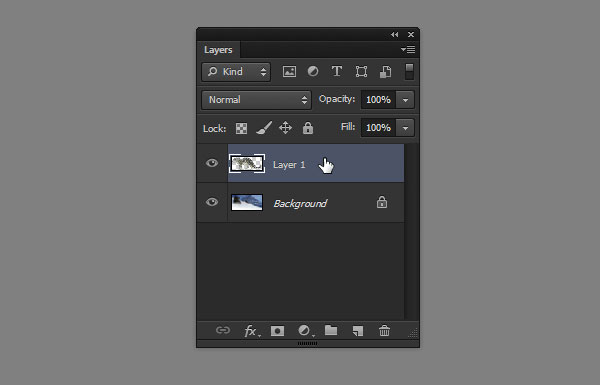 Layers
Kind
T
Normal Opacity: 100%
Lock: Fill: 100%
Layer 1
Background
fx